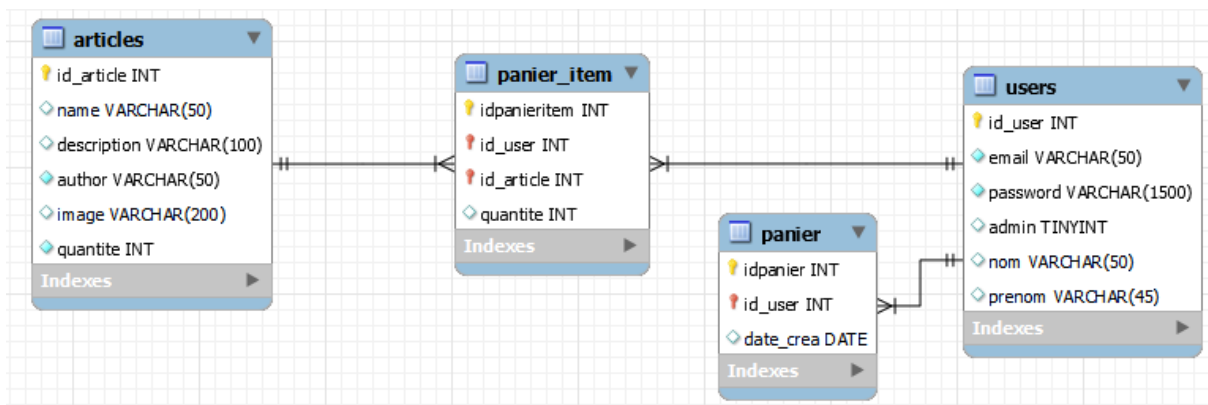 articles
id_article INT
name VARCHAR(50)
description VARCHAR(100)
author VARCHAR(50)
image VARCHAR(200)
quantite INT
Indexes
panier_item
idpanieritem INT
id_user INT
id_article INT
quantite INT
Indexes
panier
idpanier INT
id_user INT
date_crea DATE
Indexes
users
id_user INT
email VARCHAR(50)
password VARCHAR(1500)
admin TINYINT
nom VARCHAR(50)
prenom VARCHAR(45)
Indexes